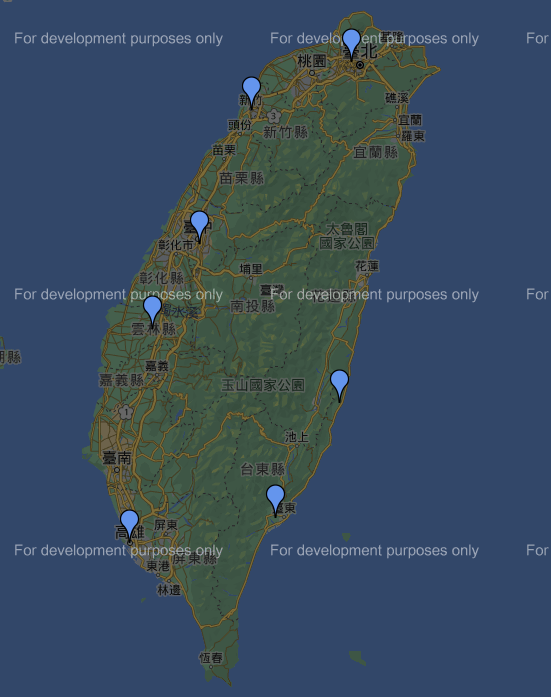 For development purposes only
For development purposes only
For
基隆
臺北
桃園
礁溪
新竹
頭份
3
新竹縣
宜蘭
羅東
苗栗
宜蘭縣
苗栗縣
太魯閣
國家公園
彰化市
埔里
花蓮
彰化縣
For development purposes only
For development purposes only
For
南投縣
雲林縣
嘉義
嘉義縣
玉山國家公園
1
池上
臺南
台東縣
高雄
屏東
For development purposes only
For development purposes only
For
東港
屏東縣
林邊
恆春